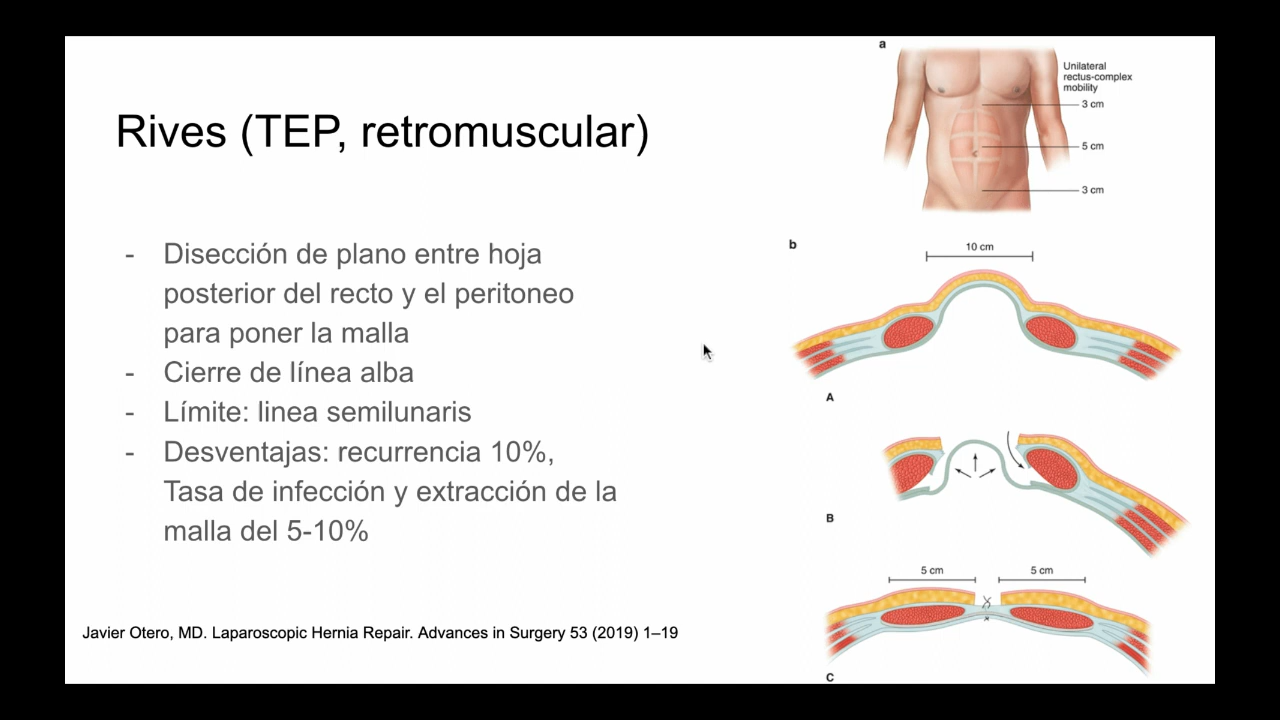 Rives (TEP, retromuscular)
- Disección de plano entre hoja
posterior del recto y el peritoneo
para poner la malla
- Cierre de línea alba
- Límite: linea semilunaris
- Desventajas: recurrencia 10%,
Tasa de infección y extracción de la
malla del 5-10%
Javier Otero, MD. Laparoscopic Hernia Repair. Advances in Surgery 53 (2019) 1–19
a
Unilateral
rectus-complex
mobility
3 cm
5 cm
3 cm
b
10 cm
A
B
5 cm 5 cm
C